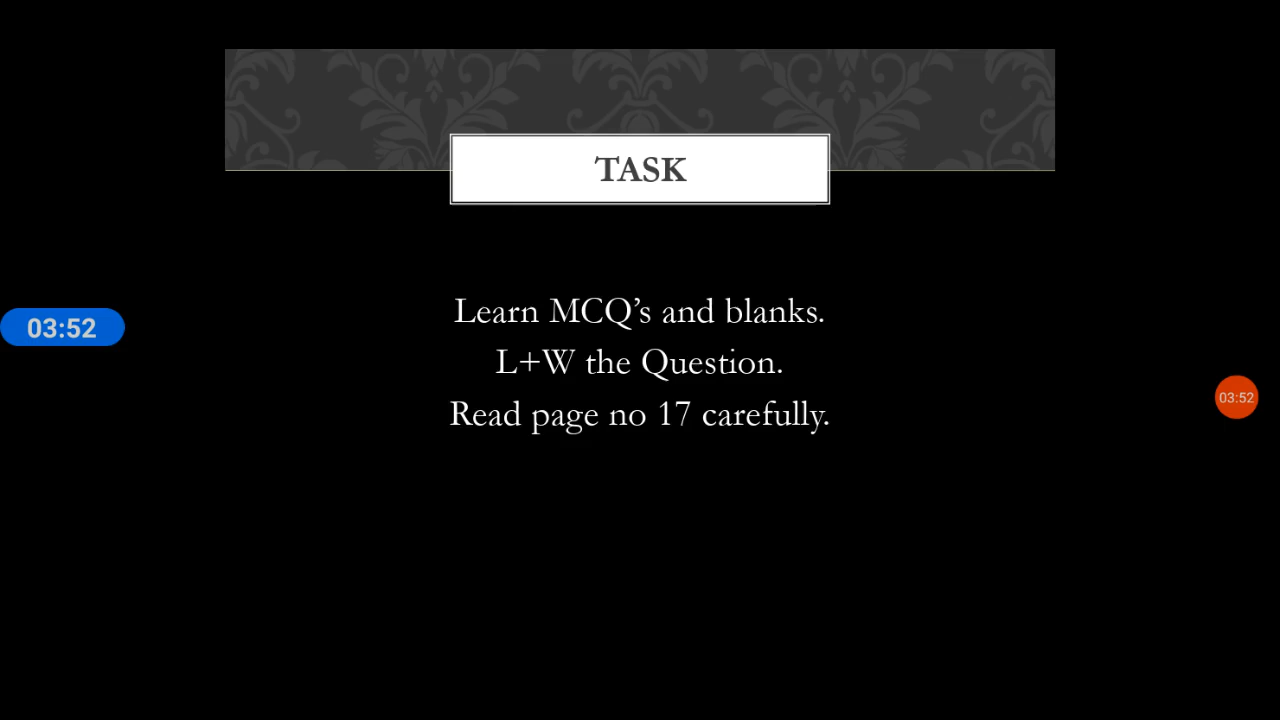 TASK
Learn MCQ’s and blanks.
03:52
L+W the Question.
03:52
Read page no 17 carefully.